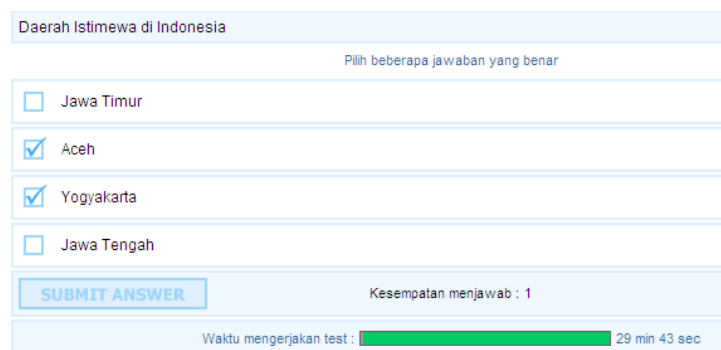 Daerah Istimewa di Indonesia
Pilih beberapa jawaban yang benar
Jawa Timur
Aceh
Yogyakarta
Jawa Tengah
SUBMIT ANSWER Kesempatan menjawab : 1
Waktu mengerjakan test : 29 min 43 sec